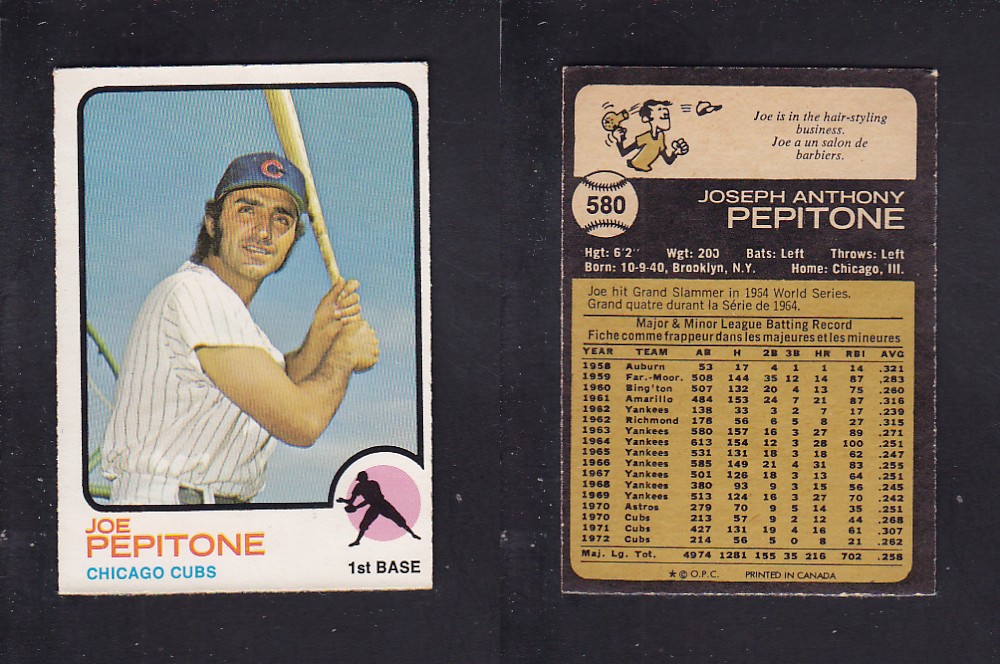 C
JOE
PEPITONE
CHICAGO CUBS
1st BASE
Joe is in the hair-styling
business.
Joe a un salon de
barbiers.
580
JOSEPH ANTHONY
PEPITONE
Hgt: 6'2" Wgt: 200 Bats: Left Throws: Left
Born: 10-9-40, Brooklyn, N.Y. Home: Chicago, Ill.
Joe hit Grand Slammer in 1964 World Series.
Grand quatre durant la Série de 1964.
Major & Minor League Batting Record
Fiche comme frappeur dans les majeures et les mineures
YEAR TEAM AB H 2B 3B HR RBI AVG
1958 Auburn 53 17 4 1 1 14 .321
1959 Far.-Moor. 508 144 35 12 14 87 .283
1960 Bing'ton 507 132 20 4 13 75 .260
1961 Amarillo 484 153 24 7 21 87 .316
1962 Yankees 138 33 3 2 7 17 .239
1962 Richmond 178 56 6 5 8 27 .315
1963 Yankees 580 157 16 3 27 89 .271
1964 Yankees 613 154 12 3 28 100 .251
1965 Yankees 531 131 18 3 18 62 .247
1966 Yankees 585 149 21 4 31 83 .255
1967 Yankees 501 126 18 3 13 64 .251
1968 Yankees 380 93 9 3 15 56 .245
1969 Yankees 513 124 16 3 27 70 .242
1970 Astros 279 70 9 5 14 35 .251
1970 Cubs 213 57 9 2 12 44 .268
1971 Cubs 427 131 19 4 16 61 .307
1972 Cubs 214 56 5 0 8 21 .262
Maj. Lg. Tot. 4974 1281 155 35 216 702 .258
★ © O.P.C. PRINTED IN CANADA